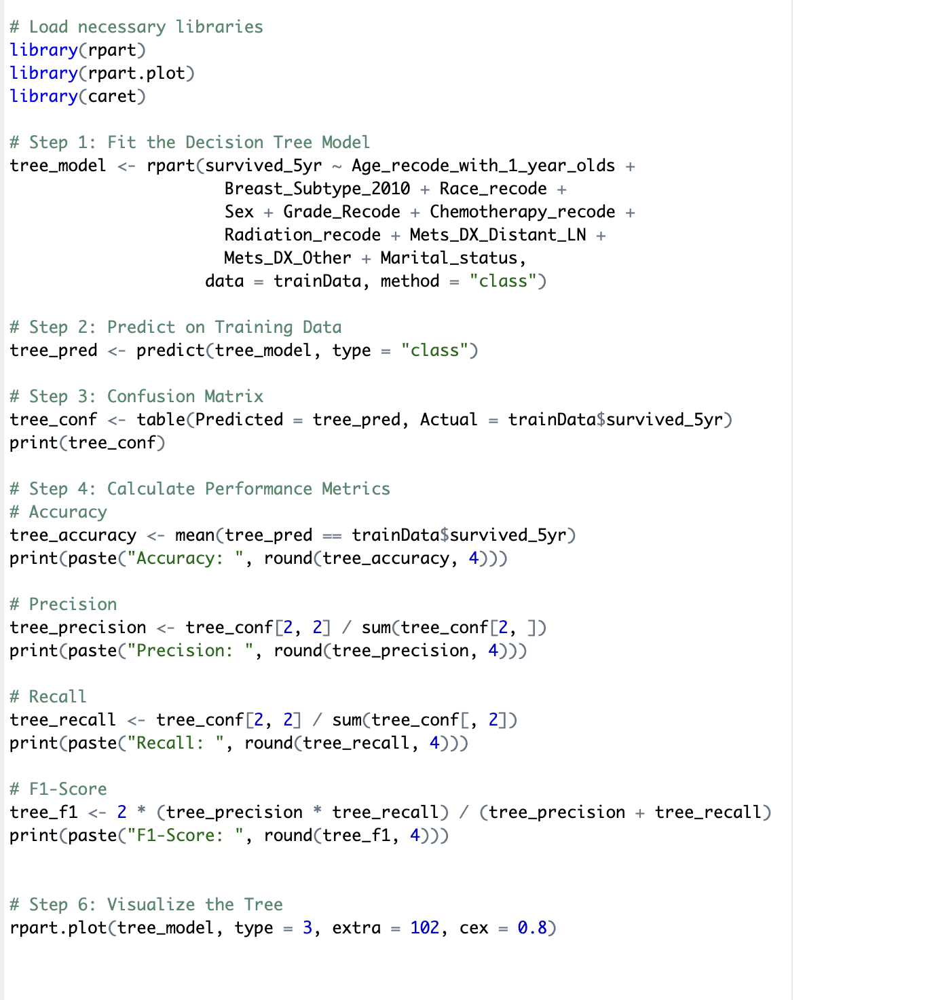 # Load necessary libraries
library(rpart)
library(rpart.plot)
library(caret)

# Step 1: Fit the Decision Tree Model
tree_model <- rpart(survived_5yr ~ Age_recode_with_1_year_olds +
                      Breast_Subtype_2010 + Race_recode +
                      Sex + Grade_Recode + Chemotherapy_recode +
                      Radiation_recode + Mets_DX_Distant_LN +
                      Mets_DX_Other + Marital_status,
                    data = trainData, method = "class")

# Step 2: Predict on Training Data
tree_pred <- predict(tree_model, type = "class")

# Step 3: Confusion Matrix
tree_conf <- table(Predicted = tree_pred, Actual = trainData$survived_5yr)
print(tree_conf)

# Step 4: Calculate Performance Metrics
# Accuracy
tree_accuracy <- mean(tree_pred == trainData$survived_5yr)
print(paste("Accuracy: ", round(tree_accuracy, 4)))

# Precision
tree_precision <- tree_conf[2, 2] / sum(tree_conf[2, ])
print(paste("Precision: ", round(tree_precision, 4)))

# Recall
tree_recall <- tree_conf[2, 2] / sum(tree_conf[, 2])
print(paste("Recall: ", round(tree_recall, 4)))

# F1-Score
tree_f1 <- 2 * (tree_precision * tree_recall) / (tree_precision + tree_recall)
print(paste("F1-Score: ", round(tree_f1, 4)))


# Step 6: Visualize the Tree
rpart.plot(tree_model, type = 3, extra = 102, cex = 0.8)